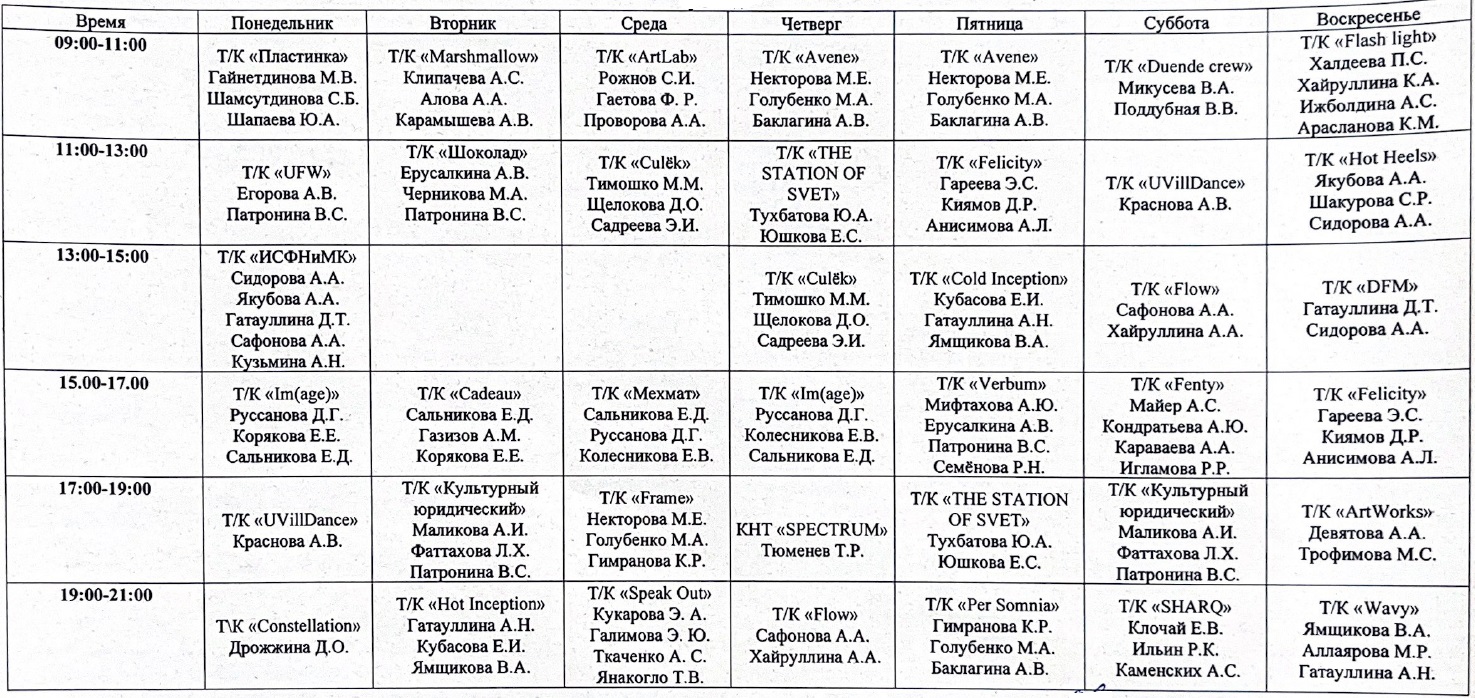 Время Понедельник Вторник Среда Четверг Пятница Суббота Воскресенье
09:00-11:00
Т/К «Пластинка»
Гайнетдинова М.В.
Шамсутдинова С.Б.
Шапаева Ю.А.
Т/К «Marshmallow»
Клипачева А.С.
Алова А.А.
Карамышева А.В.
Т/К «ArtLab»
Рожнов С.И.
Гаетова Ф. Р.
Проворова А.А.
Т/К «Avene»
Некторова М.Е.
Голубенко М.А.
Баклагина А.В.
Т/К «Avene»
Некторова М.Е.
Голубенко М.А.
Баклагина А.В.
Т/К «Duende crew»
Микусева В.А.
Поддубная В.В.
Т/К «Flash light»
Халдеева П.С.
Хайруллина К.А.
Ижболдина А.С.
Арасланова К.М.
11:00-13:00
Т/К «UFW»
Егорова А.В.
Патронина В.С.
Т/К «Шоколад»
Ерусалкина А.В.
Черникова М.А.
Патронина В.С.
Т/К «Culёk»
Тимошко М.М.
Щелокова Д.О.
Садреева Э.И.
Т/К «THE
STATION OF
SVET»
Тухбатова Ю.А.
Юшкова Е.С.
Т/К «Felicity»
Гареева Э.С.
Киямов Д.Р.
Анисимова А.Л.
Т/К «UVillDance»
Краснова А.В.
Т/К «Hot Heels»
Якубова А.А.
Шакурова С.Р.
Сидорова А.А.
13:00-15:00
Т/К «ИСФНиМК»
Сидорова А.А.
Якубова А.А.
Гатауллина Д.Т.
Сафонова А.А.
Кузьмина А.Н.
Т/К «Culёk»
Тимошко М.М.
Щелокова Д.О.
Садреева Э.И.
Т/К «Cold Inception»
Кубасова Е.И.
Гатауллина А.Н.
Ямщикова В.А.
Т/К «Flow»
Сафонова А.А.
Хайруллина А.А.
Т/К «DFM»
Гатауллина Д.Т.
Сидорова А.А.
15.00-17.00
Т/К «Im(age)»
Руссанова Д.Г.
Корякова Е.Е.
Сальникова Е.Д.
Т/К «Cadeau»
Сальникова Е.Д.
Газизов А.М.
Корякова Е.Е.
Т/К «Мехмат»
Сальникова Е.Д.
Руссанова Д.Г.
Колесникова Е.В.
Т/К «Im(age)»
Руссанова Д.Г.
Колесникова Е.В.
Сальникова Е.Д.
Т/К «Verbum»
Мифтахова А.Ю.
Ерусалкина А.В.
Патронина В.С.
Семёнова Р.Н.
Т/К «Fenty»
Майер А.С.
Кондратьева А.Ю.
Караваева А.А.
Игламова Р.Р.
Т/К «Felicity»
Гареева Э.С.
Киямов Д.Р.
Анисимова А.Л.
17:00-19:00
Т/К «UVillDance»
Краснова А.В.
Т/К «Культурный
юридический»
Маликова А.И.
Фаттахова Л.Х.
Патронина В.С.
Т/К «Frame»
Некторова М.Е.
Голубенко М.А.
Гимранова К.Р.
КНТ «SPECTRUM»
Тюменев Т.Р.
Т/К «THE STATION
OF SVET»
Тухбатова Ю.А.
Юшкова Е.С.
Т/К «Культурный
юридический»
Маликова А.И.
Фаттахова Л.Х.
Патронина В.С.
Т/К «ArtWorks»
Девятова А.А.
Трофимова М.С.
19:00-21:00
Т\К «Constellation»
Дрожжина Д.О.
Т/К «Hot Inception»
Гатауллина А.Н.
Кубасова Е.И.
Ямщикова В.А.
Т/К «Speak Out»
Кукарова Э. А.
Галимова Э. Ю.
Ткаченко А. С.
Янакогло Т.В.
Т/К «Flow»
Сафонова А.А.
Хайруллина А.А.
Т/К «Per Somnia»
Гимранова К.Р.
Голубенко М.А.
Баклагина А.В.
Т/К «SHARQ»
Клочай Е.В.
Ильин Р.К.
Каменских А.С.
Т/К «Wavy»
Ямщикова В.А.
Аллаярова М.Р.
Гатауллина А.Н.